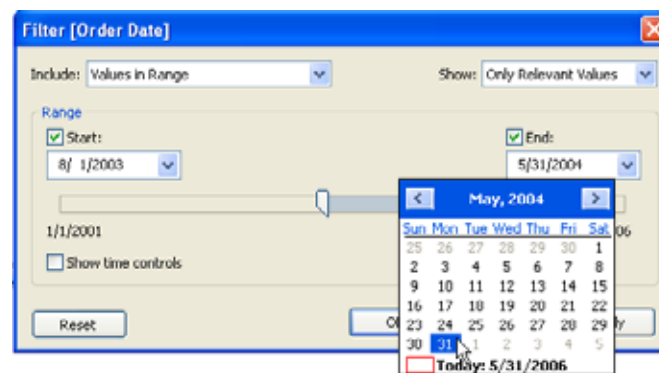 Filter [Order Date]
Include: Values in Range Show: Only Relevant Values
Range
Start: End:
8/ 1/2003 5/31/2004
May, 2004
1/1/2001 06
Sun Mon Tue Wed Thu Fri Sat
25 26 27 28 29 30 1
Show time controls
2 3 4 5 6 7 8
9 10 11 12 13 14 15
16 17 18 19 20 21 22
Reset
23 24 25 26 27 28 29
30 31 1 2 3 4 5
Today: 5/31/2006